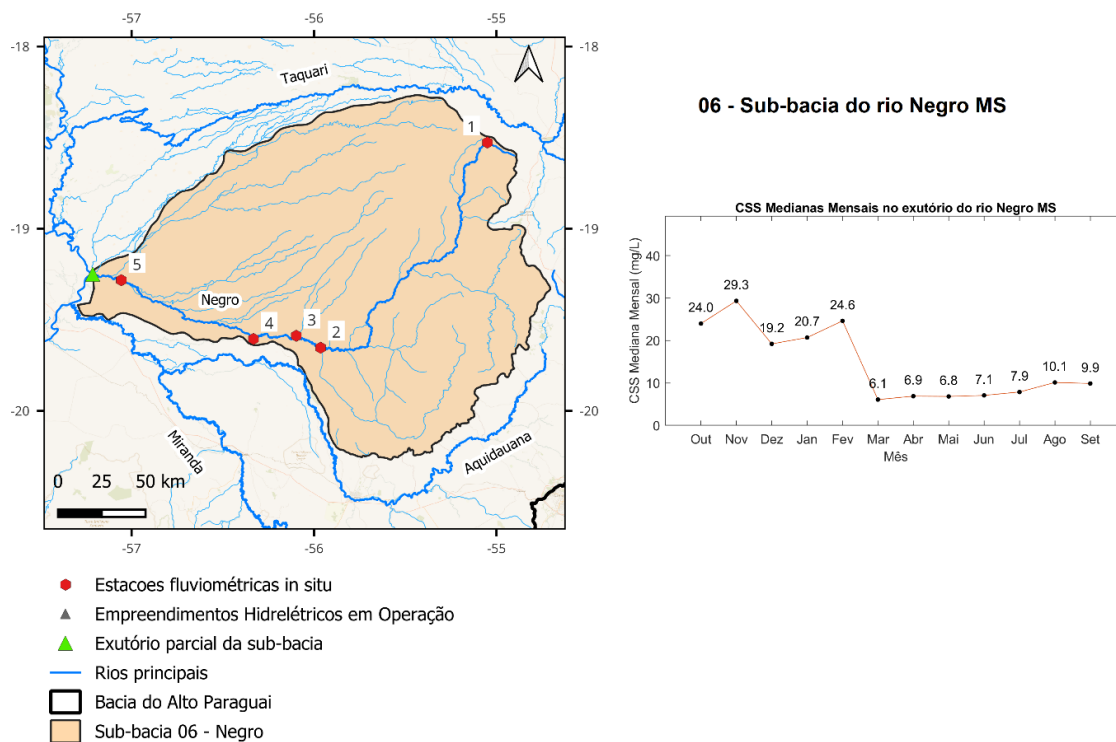 -57
-56
-55
-18
-18
Taquari
1
-19
-19
5
Negro
4
3
2
-20
-20
Miranda
Aquidauana
0 25 50 km
-57
-56
-55
Estacoes fluviométricas in situ
Empreendimentos Hidrelétricos em Operação
Exutório parcial da sub-bacia
Rios principais
Bacia do Alto Paraguai
Sub-bacia 06 - Negro
06 - Sub-bacia do rio Negro MS
CSS Medianas Mensais no exutório do rio Negro MS
CSS Mediana Mensal (mg/L)
40
30
20
10
0
24.0
29.3
19.2
20.7
24.6
6.1
6.9
6.8
7.1
7.9
10.1
9.9
Out Nov Dez Jan Fev Mar Abr Mai Jun Jul Ago Set
Mês